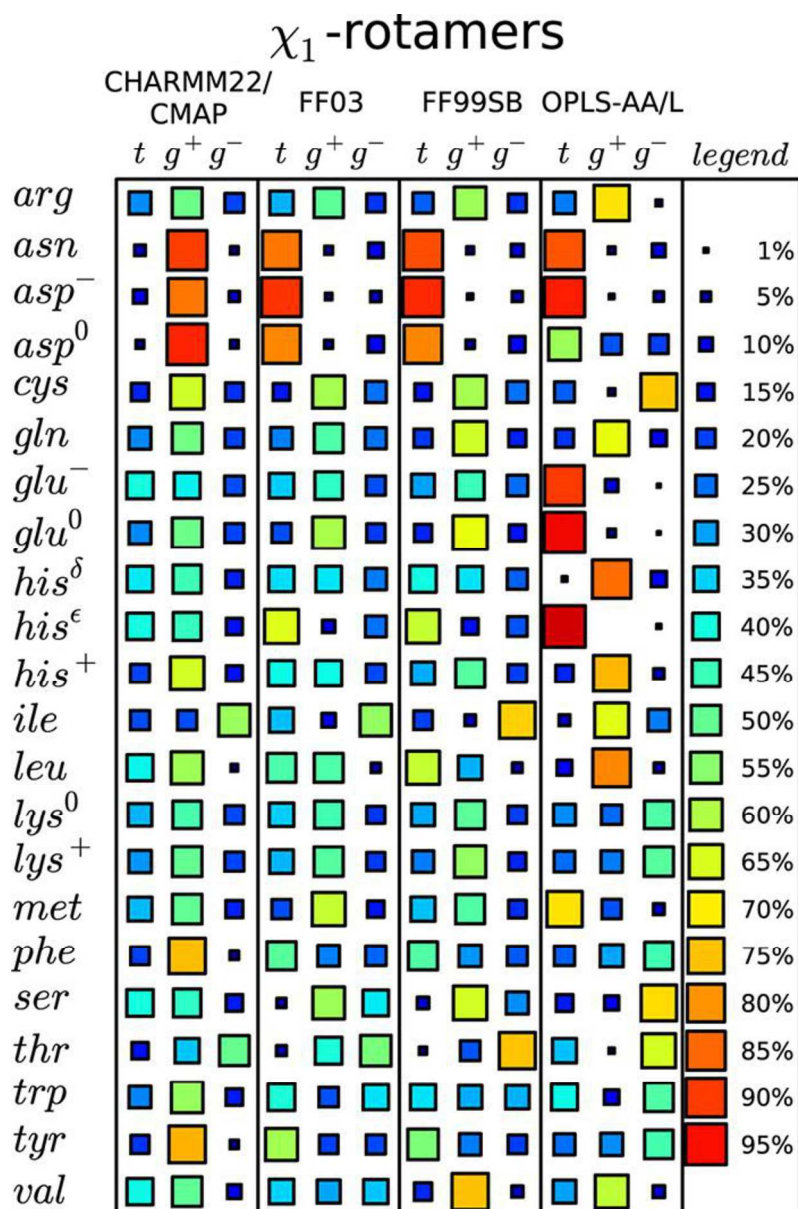 χ₁-rotamers
CHARMM22/
CMAP FF03 FF99SB OPLS-AA/L
t g⁺ g⁻ t g⁺ g⁻ t g⁺ g⁻ t g⁺ g⁻ legend
arg
asn 1%
asp⁻ 5%
asp⁰ 10%
cys 15%
gln 20%
glu⁻ 25%
glu⁰ 30%
his^δ 35%
his^ϵ 40%
his⁺ 45%
ile 50%
leu 55%
lys⁰ 60%
lys⁺ 65%
met 70%
phe 75%
ser 80%
thr 85%
trp 90%
tyr 95%
val